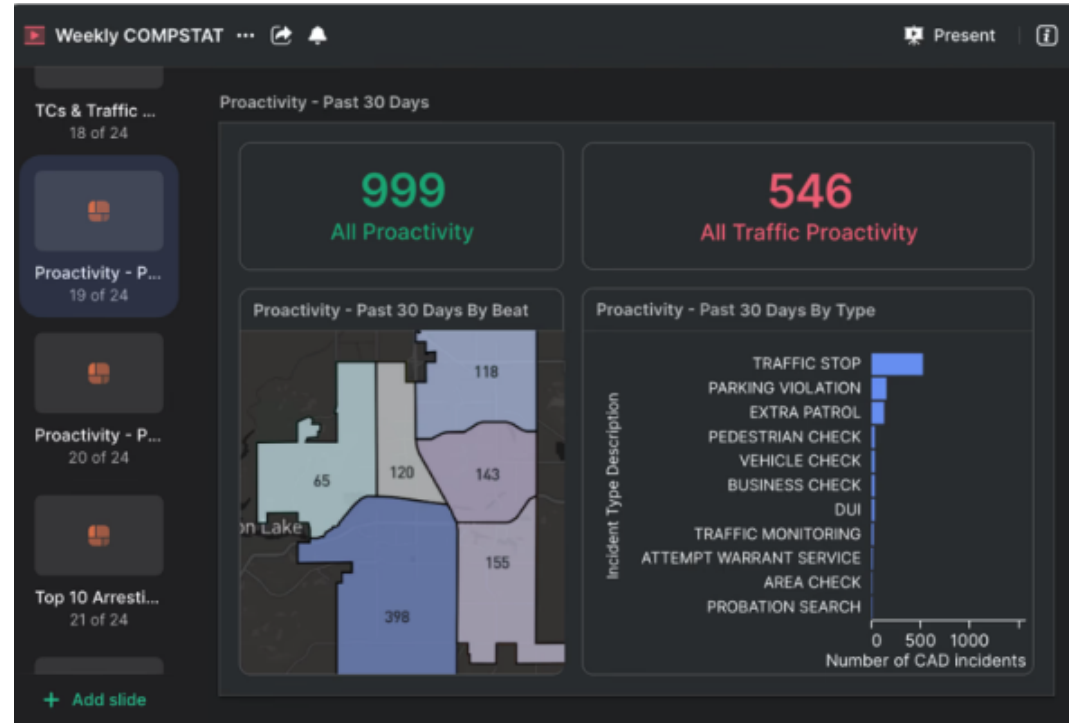 Weekly COMPSTAT ...
Present
TCs & Traffic ...
18 of 24
Proactivity - P...
19 of 24
Proactivity - P...
20 of 24
Top 10 Arresti...
21 of 24
+ Add slide
Proactivity - Past 30 Days
999
All Proactivity
546
All Traffic Proactivity
Proactivity - Past 30 Days By Beat
118
65
120
143
on Lake
155
398
Proactivity - Past 30 Days By Type
Incident Type Description
TRAFFIC STOP
PARKING VIOLATION
EXTRA PATROL
PEDESTRIAN CHECK
VEHICLE CHECK
BUSINESS CHECK
DUI
TRAFFIC MONITORING
ATTEMPT WARRANT SERVICE
AREA CHECK
PROBATION SEARCH
0 500 1000
Number of CAD incidents